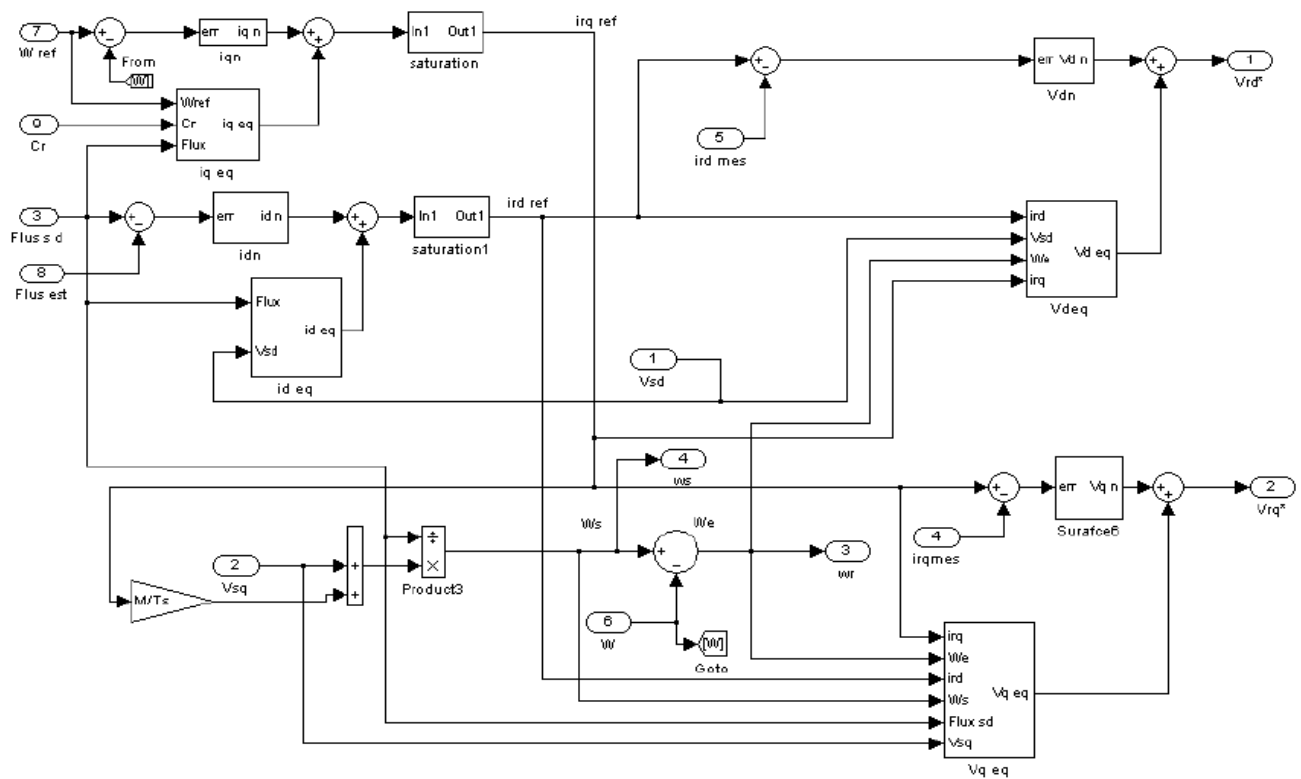 7
W ref
err iq n
iqn
From
[W]
In1 Out1
saturation
irq ref
Wref
Cr
Flux
iq eq
iq eq
9
Cr
3
Flus s d
8
Flus est
err id n
idn
In1 Out1
saturation1
ird ref
Flux
Vsd
id eq
id eq
5
ird mes
err Vd n
Vdn
1
Vrd*
ird
Vsd
We
irq
Vd eq
Vdeq
1
Vsd
4
ws
Ws
We
2
Vsq
M/Ts
÷
×
Product3
6
W
[W]
Goto
3
wr
4
irqmes
err Vq n
Surafce6
2
Vrq*
irq
We
ird
Ws
Flux sd
Vsq
Vq eq
Vq eq